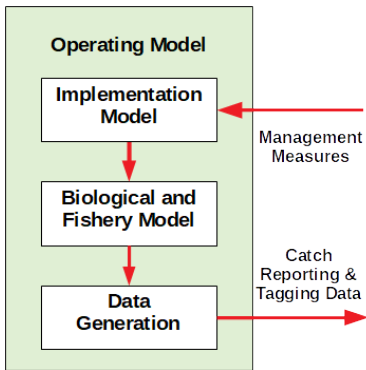 Operating Model
Implementation
Model
Management
Measures
Biological and
Fishery Model
Catch
Reporting &
Tagging Data
Data
Generation